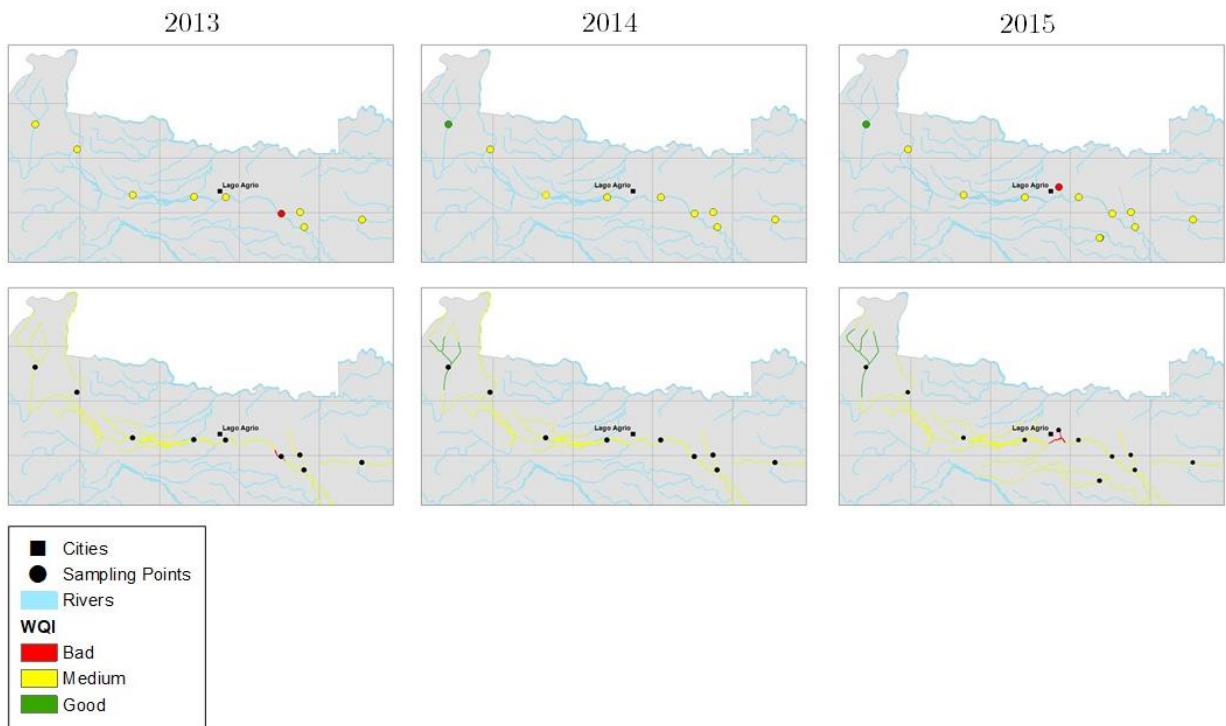 2013
2014
2015
Lago Agrio
Lago Agrio
Lago Agrio
Lago Agrio
Lago Agrio
Lago Agrio
Cities
Sampling Points
Rivers
WQI
Bad
Medium
Good